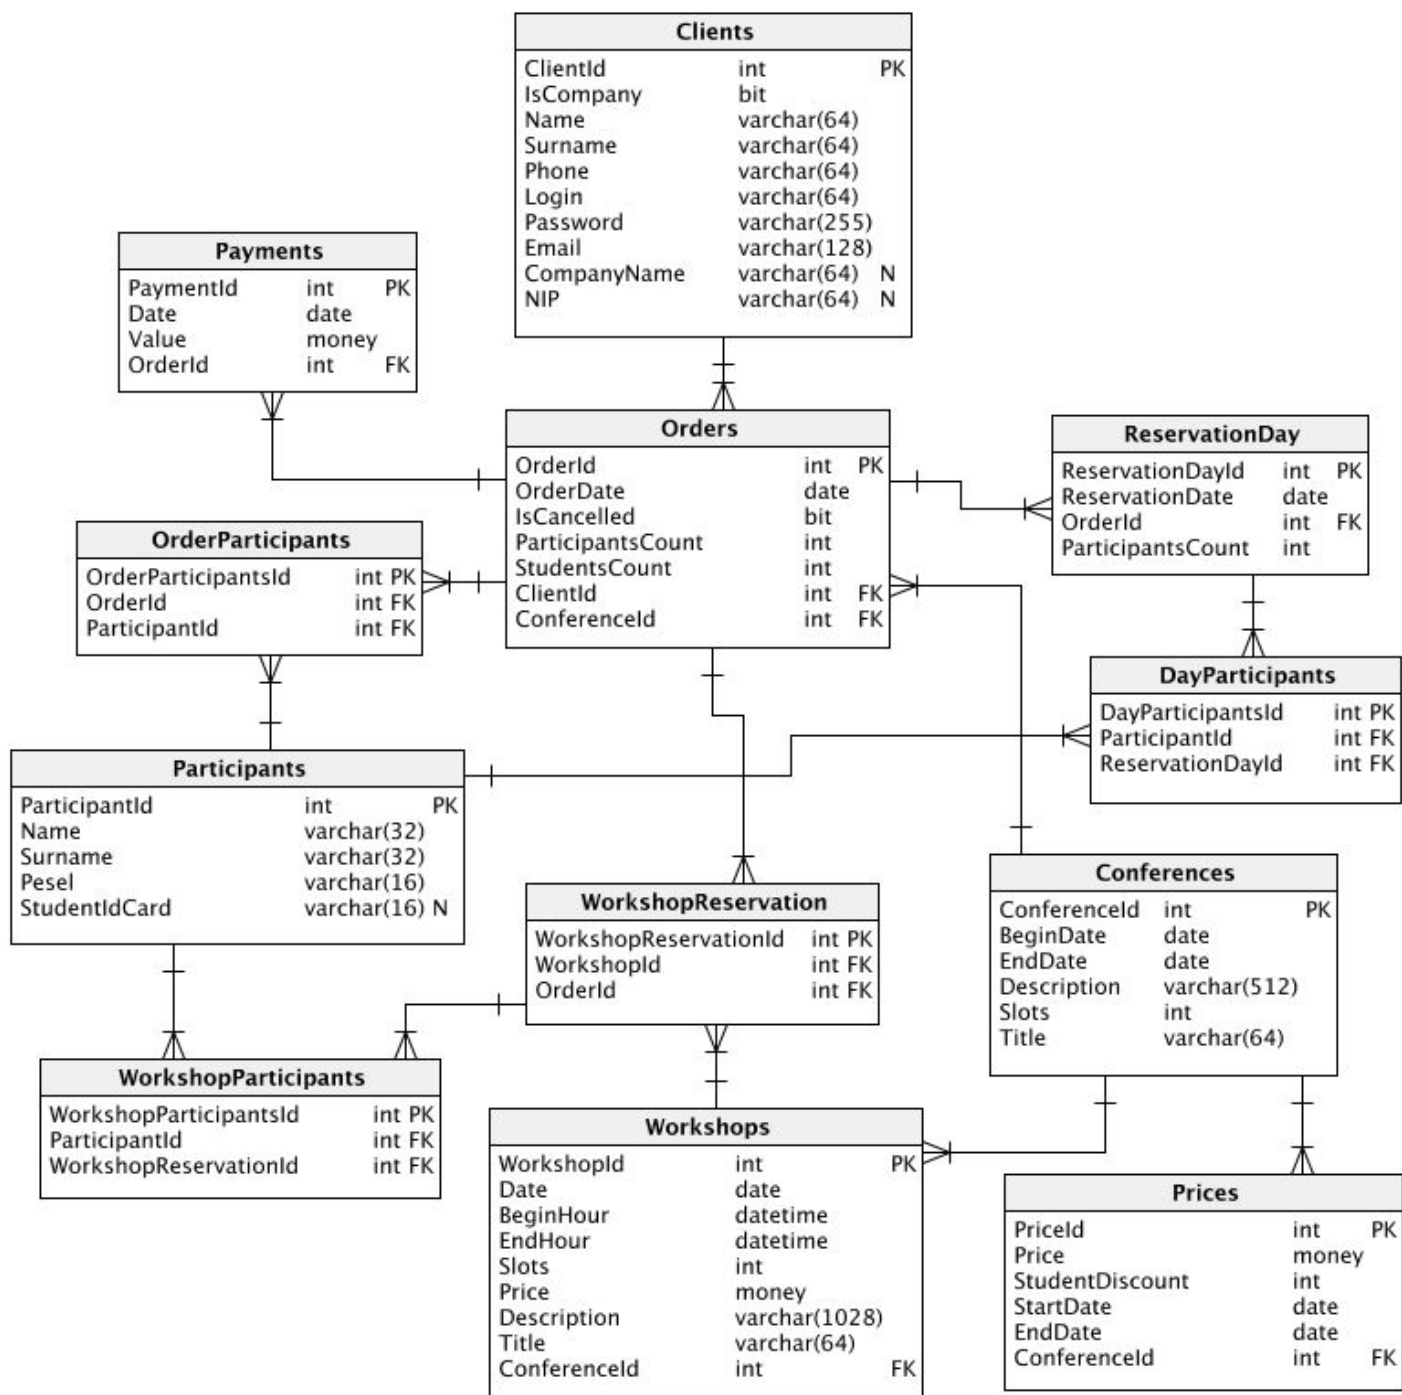 Clients
ClientId int PK
IsCompany bit
Name varchar(64)
Surname varchar(64)
Phone varchar(64)
Login varchar(64)
Password varchar(255)
Email varchar(128)
CompanyName varchar(64) N
NIP varchar(64) N
Payments
PaymentId int PK
Date date
Value money
OrderId int FK
Orders
OrderId int PK
OrderDate date
IsCancelled bit
ParticipantsCount int
StudentsCount int
ClientId int FK
ConferenceId int FK
ReservationDay
ReservationDayId int PK
ReservationDate date
OrderId int FK
ParticipantsCount int
OrderParticipants
OrderParticipantsId int PK
OrderId int FK
ParticipantId int FK
DayParticipants
DayParticipantsId int PK
ParticipantId int FK
ReservationDayId int FK
Participants
ParticipantId int PK
Name varchar(32)
Surname varchar(32)
Pesel varchar(16)
StudentIdCard varchar(16) N
WorkshopReservation
WorkshopReservationId int PK
WorkshopId int FK
OrderId int FK
Conferences
ConferenceId int PK
BeginDate date
EndDate date
Description varchar(512)
Slots int
Title varchar(64)
WorkshopParticipants
WorkshopParticipantsId int PK
ParticipantId int FK
WorkshopReservationId int FK
Workshops
WorkshopId int PK
Date date
BeginHour datetime
EndHour datetime
Slots int
Price money
Description varchar(1028)
Title varchar(64)
ConferenceId int FK
Prices
PriceId int PK
Price money
StudentDiscount int
StartDate date
EndDate date
ConferenceId int FK